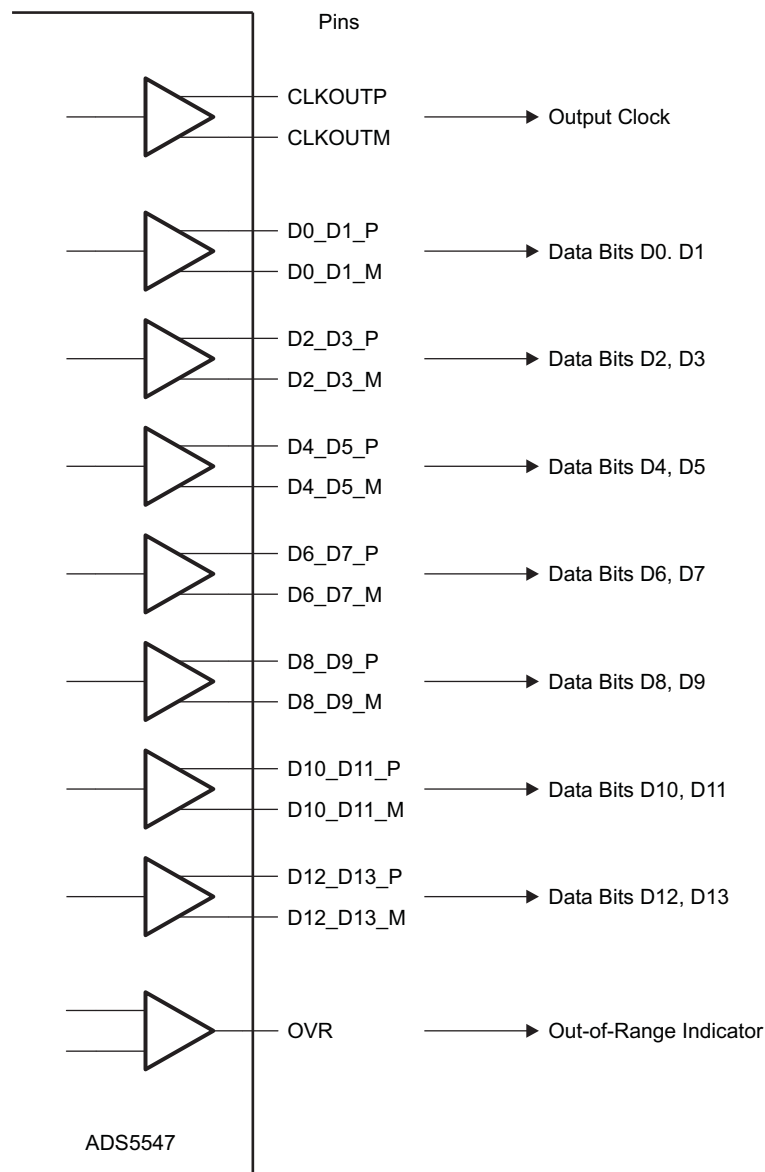 Pins
CLKOUTP
CLKOUTM
Output Clock
D0_D1_P
D0_D1_M
Data Bits D0. D1
D2_D3_P
D2_D3_M
Data Bits D2, D3
D4_D5_P
D4_D5_M
Data Bits D4, D5
D6_D7_P
D6_D7_M
Data Bits D6, D7
D8_D9_P
D8_D9_M
Data Bits D8, D9
D10_D11_P
D10_D11_M
Data Bits D10, D11
D12_D13_P
D12_D13_M
Data Bits D12, D13
OVR
Out-of-Range Indicator
ADS5547